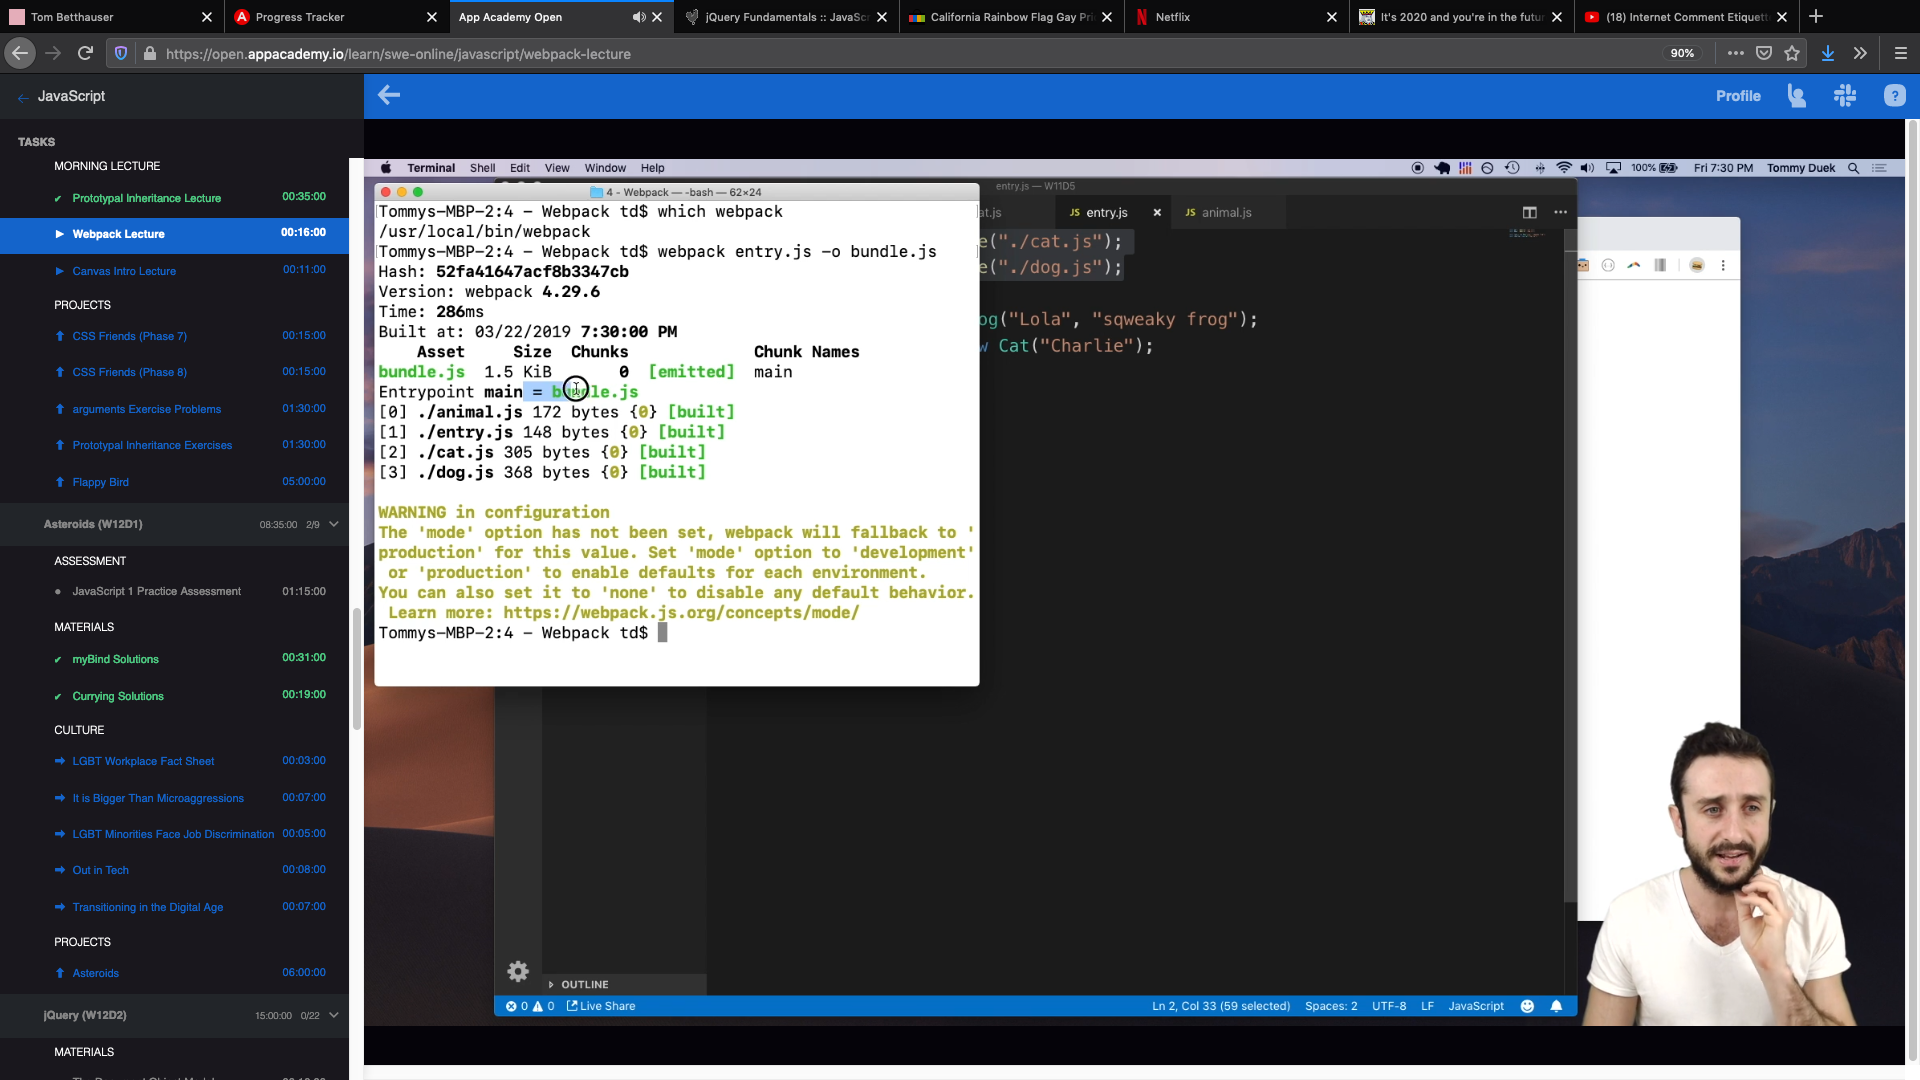 Tom Betthauser
Progress Tracker
App Academy Open
jQuery Fundamentals :: JavaSc
California Rainbow Flag Gay Pri
Netflix
It's 2020 and you're in the futu
(18) Internet Comment Etiquett
https://open.appacademy.io/learn/swe-online/javascript/webpack-lecture
90%
JavaScript
Profile
TASKS
MORNING LECTURE
Prototypal Inheritance Lecture 00:35:00
Webpack Lecture 00:16:00
Canvas Intro Lecture 00:11:00
PROJECTS
CSS Friends (Phase 7) 00:15:00
CSS Friends (Phase 8) 00:15:00
arguments Exercise Problems 01:30:00
Prototypal Inheritance Exercises 01:30:00
Flappy Bird 05:00:00
Asteroids (W12D1) 08:35:00 2/9
ASSESSMENT
JavaScript 1 Practice Assessment 01:15:00
MATERIALS
myBind Solutions 00:31:00
Currying Solutions 00:19:00
CULTURE
LGBT Workplace Fact Sheet 00:03:00
It is Bigger Than Microaggressions 00:07:00
LGBT Minorities Face Job Discrimination 00:05:00
Out in Tech 00:08:00
Transitioning in the Digital Age 00:07:00
PROJECTS
Asteroids 06:00:00
jQuery (W12D2) 15:00:00 0/22
MATERIALS
Terminal Shell Edit View Window Help
100% Fri 7:30 PM Tommy Duek
4 - Webpack — -bash — 62×24
Tommys-MBP-2:4 - Webpack td$ which webpack
/usr/local/bin/webpack
Tommys-MBP-2:4 - Webpack td$ webpack entry.js -o bundle.js
Hash: 52fa41647acf8b3347cb
Version: webpack 4.29.6
Time: 286ms
Built at: 03/22/2019 7:30:00 PM
Asset Size Chunks Chunk Names
bundle.js 1.5 KiB 0 [emitted] main
Entrypoint main = bundle.js
[0] ./animal.js 172 bytes {0} [built]
[1] ./entry.js 148 bytes {0} [built]
[2] ./cat.js 305 bytes {0} [built]
[3] ./dog.js 368 bytes {0} [built]
WARNING in configuration
The 'mode' option has not been set, webpack will fallback to '
production' for this value. Set 'mode' option to 'development'
or 'production' to enable defaults for each environment.
You can also set it to 'none' to disable any default behavior.
Learn more: https://webpack.js.org/concepts/mode/
Tommys-MBP-2:4 - Webpack td$
entry.js — W11D5
at.js
JS entry.js
JS animal.js
e("./cat.js");
e("./dog.js");
og("Lola", "sqweaky frog");
w Cat("Charlie");
OUTLINE
0 0 Live Share
Ln 2, Col 33 (59 selected) Spaces: 2 UTF-8 LF JavaScript